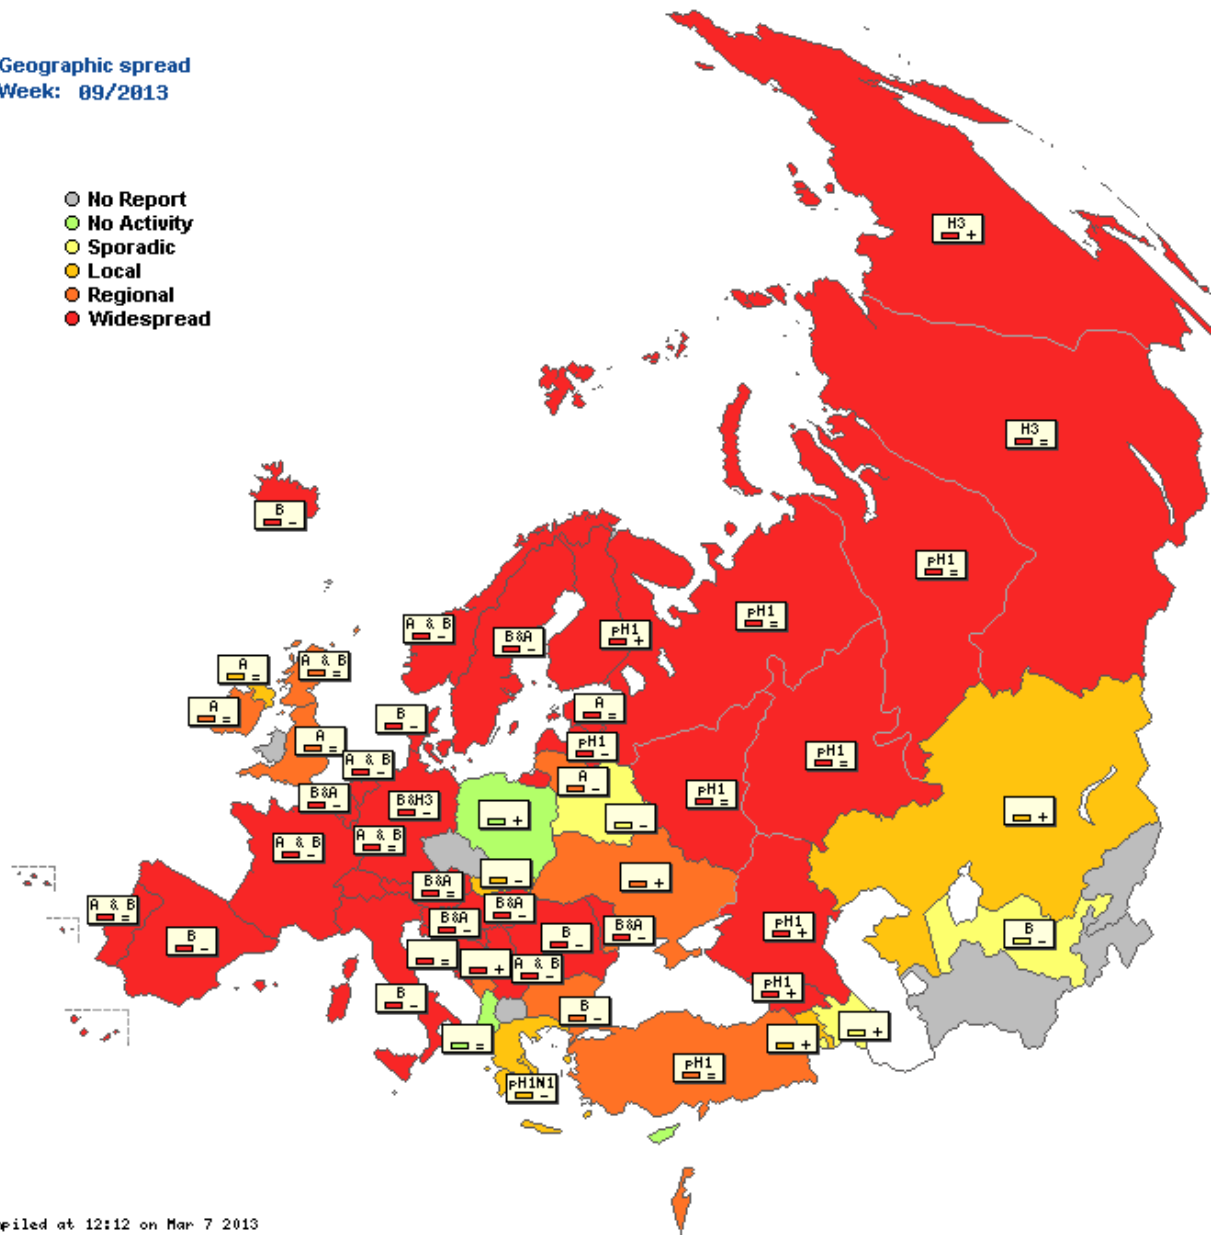 Geographic spread
Week: 09/2013
No Report
No Activity
Sporadic
Local
Regional
Widespread
H3
+
H3
=
B
-
pH1
=
pH1
=
A & B
-
B&A
-
pH1
+
A
=
A & B
=
A
=
A
=
B
-
A
=
A & B
-
pH1
-
pH1
=
A
-
B&A
-
B&H3
-
pH1
=
+
-
+
A & B
-
A & B
=
-
+
B&A
=
A & B
=
B&A
-
B&A
-
B
-
B
-
B&A
-
pH1
+
B
-
=
+
A & B
-
B
-
pH1
+
B
-
=
+
+
pH1
=
pH1N1
-
piled at 12:12 on Mar 7 2013